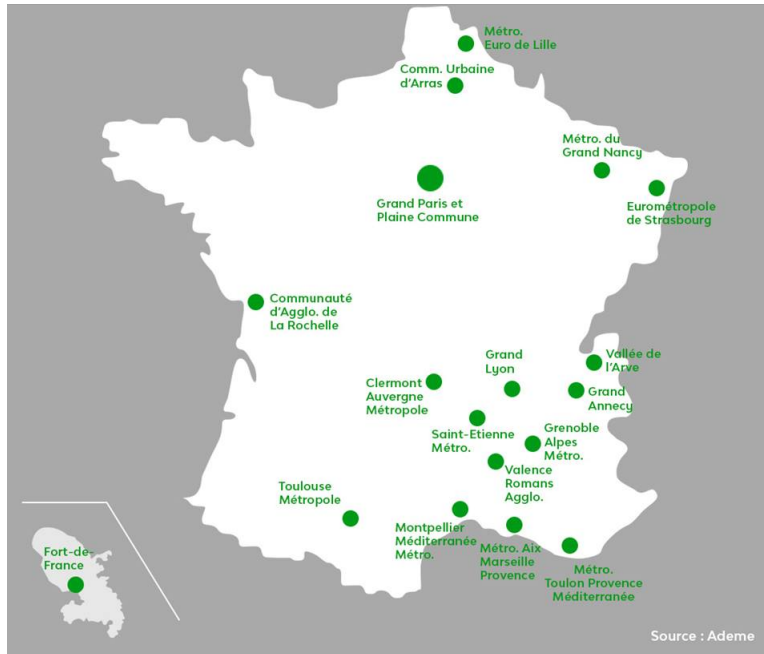 Métro.
Euro de Lille
Comm. Urbaine
d'Arras
Métro. du
Grand Nancy
Grand Paris et
Plaine Commune
Eurométropole
de Strasbourg
Communauté
d'Agglo. de
La Rochelle
Vallée de
l'Arve
Grand
Lyon
Clermont
Auvergne
Métropole
Grand
Annecy
Saint-Etienne
Métro.
Grenoble
Alpes
Métro.
Valence
Romans
Agglo.
Toulouse
Métropole
Montpellier
Méditerranée
Métro.
Métro. Aix
Marseille
Provence
Métro.
Toulon Provence
Méditerranée
Fort-de-
France
Source : Ademe